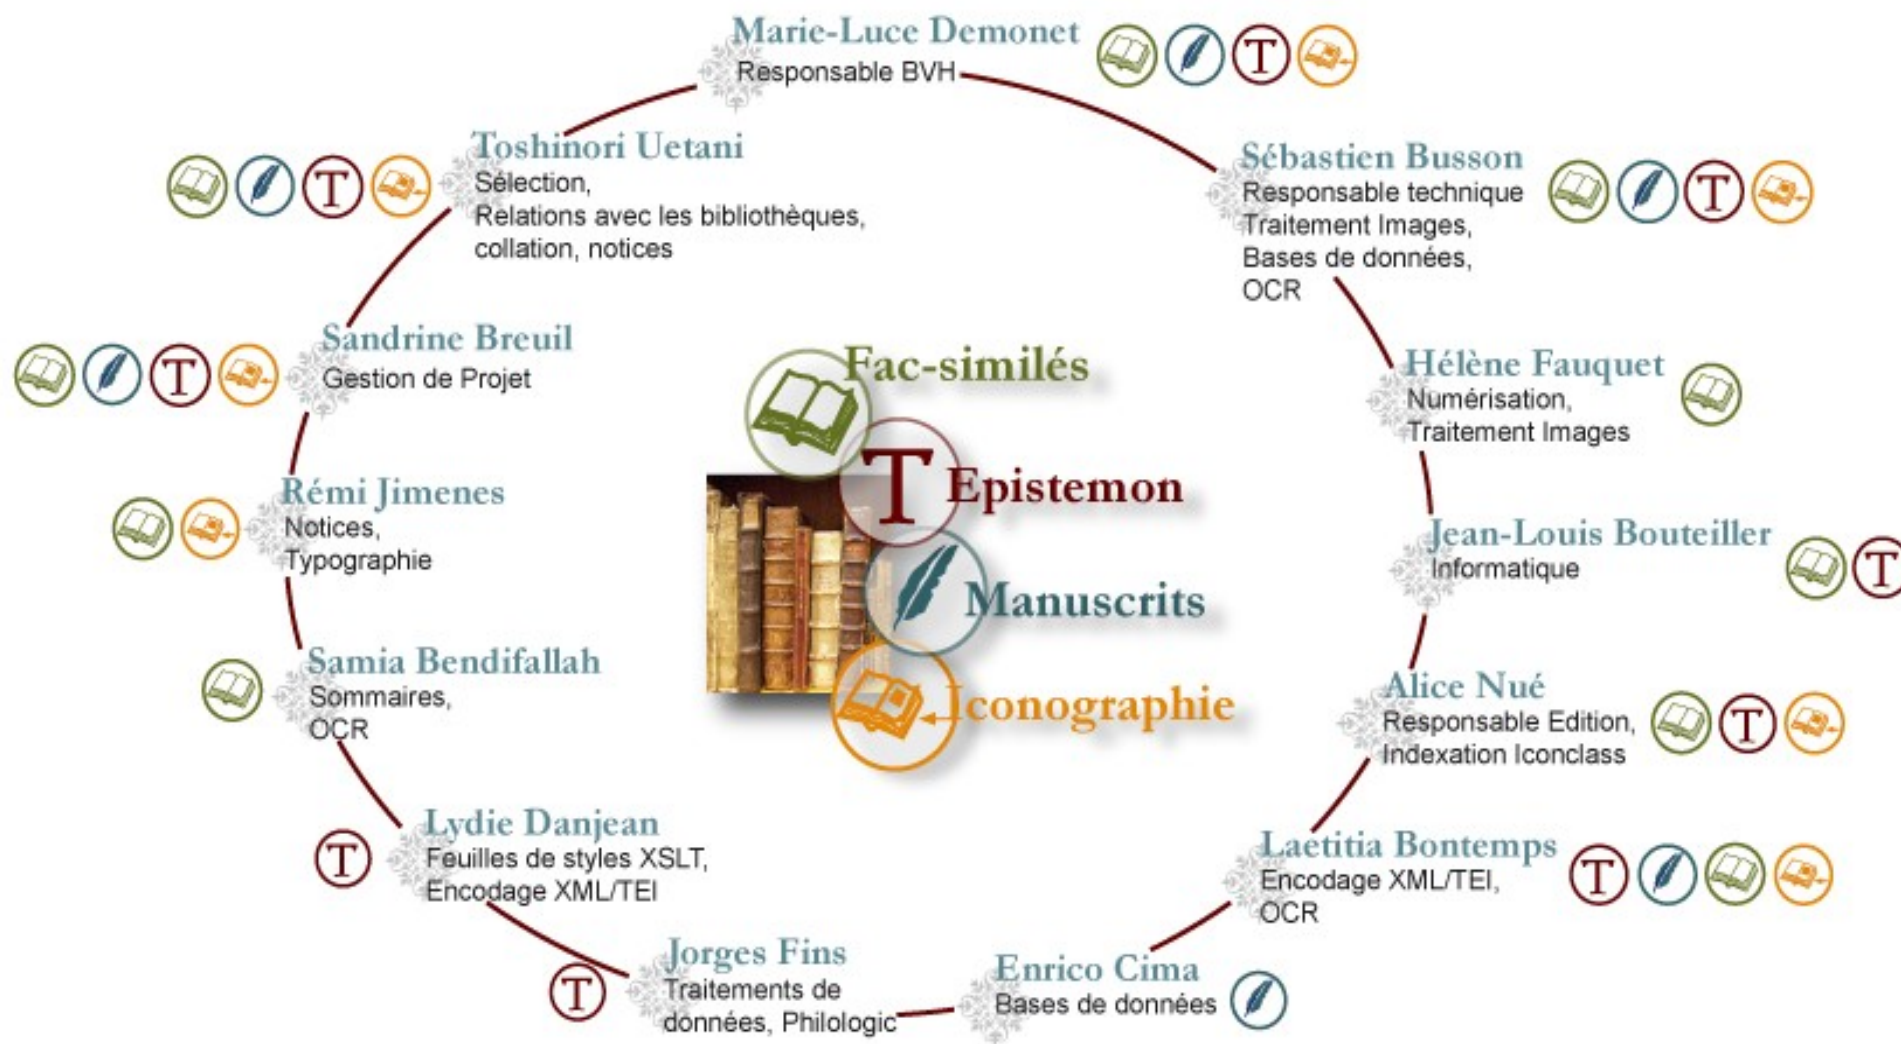 Marie-Luce Demonet
Responsable BVH
T
Toshinori Uetani
Sélection,
Relations avec les bibliothèques,
collation, notices
T
Sébastien Busson
Responsable technique
Traitement Images,
Bases de données,
OCR
T
Sandrine Breuil
Gestion de Projet
T
Hélène Fauquet
Numérisation,
Traitement Images
Fac-similés
T
Epistemon
Manuscrits
Iconographie
Rémi Jimenes
Notices,
Typographie
Jean-Louis Bouteiller
Informatique
T
Samia Bendifallah
Sommaires,
OCR
Alice Nué
Responsable Edition,
Indexation Iconclass
T
Lydie Danjean
Feuilles de styles XSLT,
Encodage XML/TEI
T
Laetitia Bontemps
Encodage XML/TEI,
OCR
T
Jorges Fins
Traitements de
données, Philologic
T
Enrico Cima
Bases de données